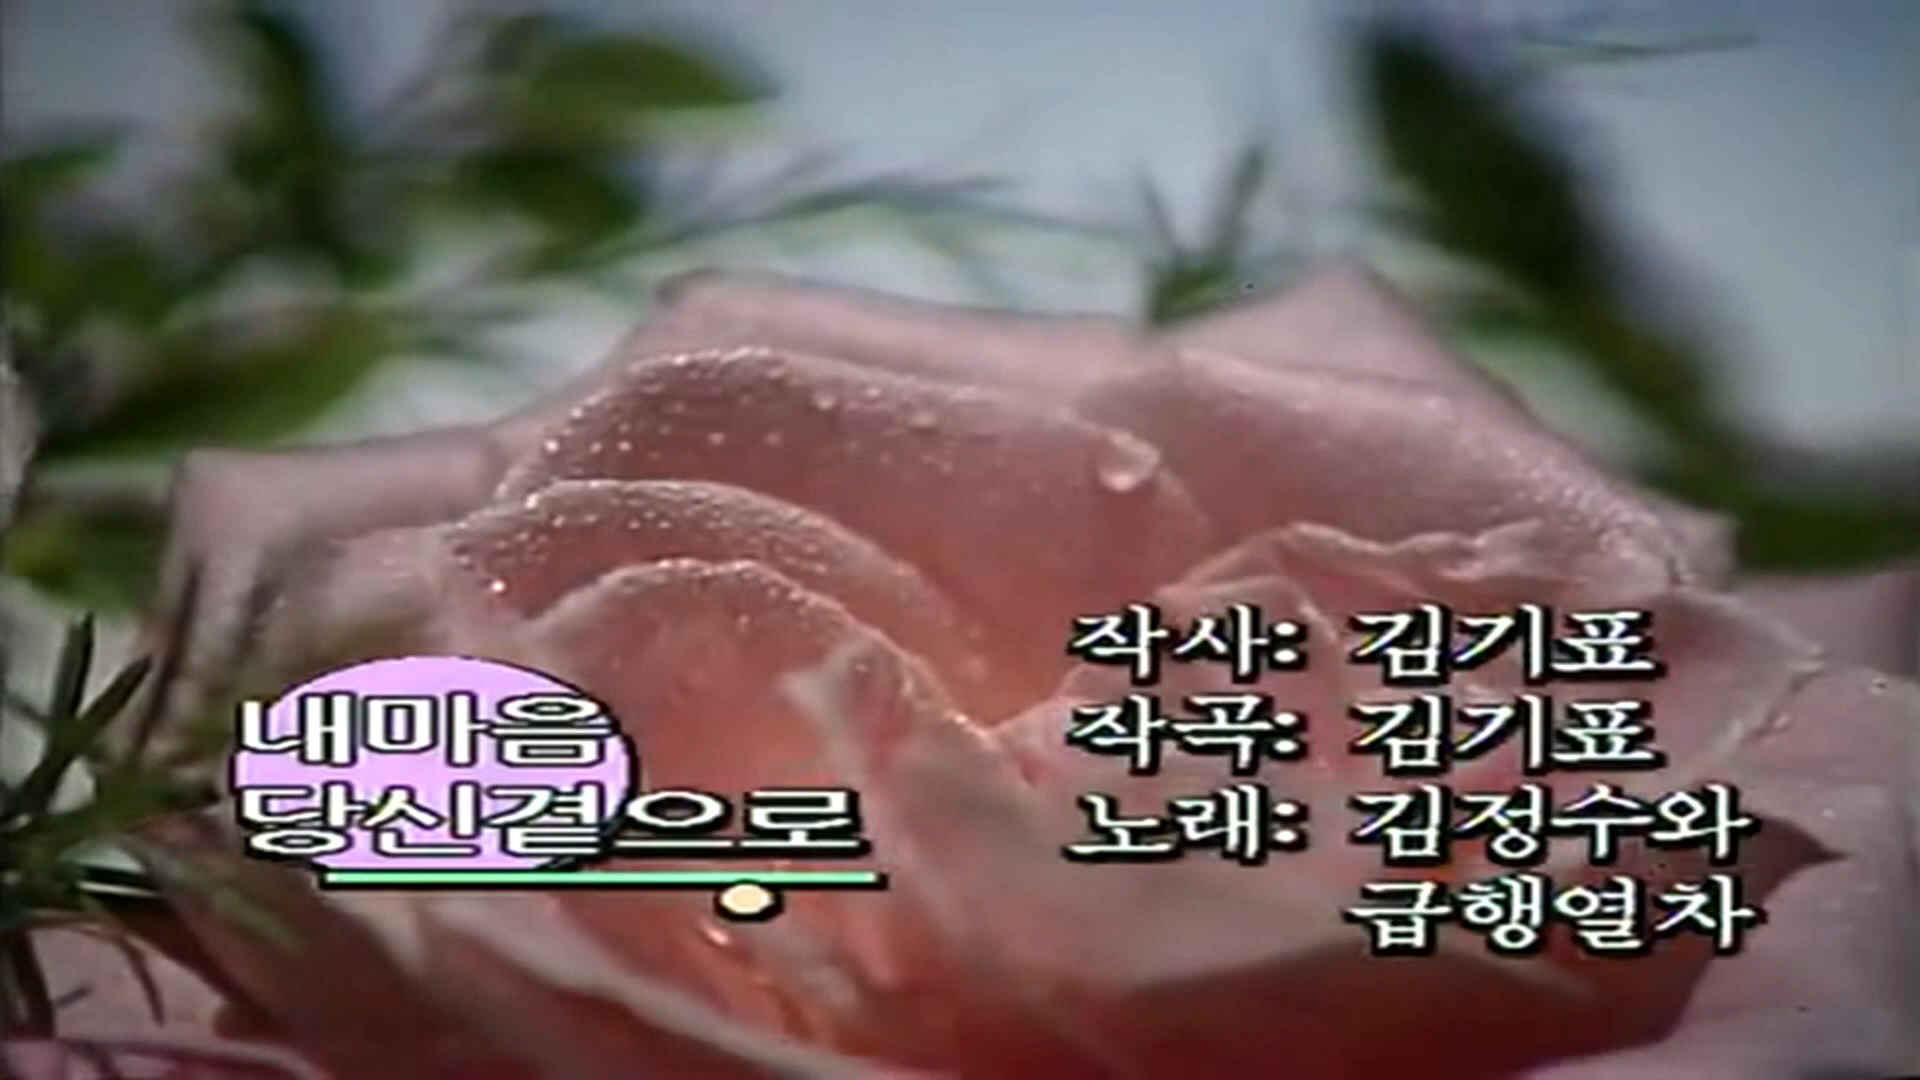 내마음
당신곁으로
작사: 김기표
작곡: 김기표
노래: 김정수와
급행열차